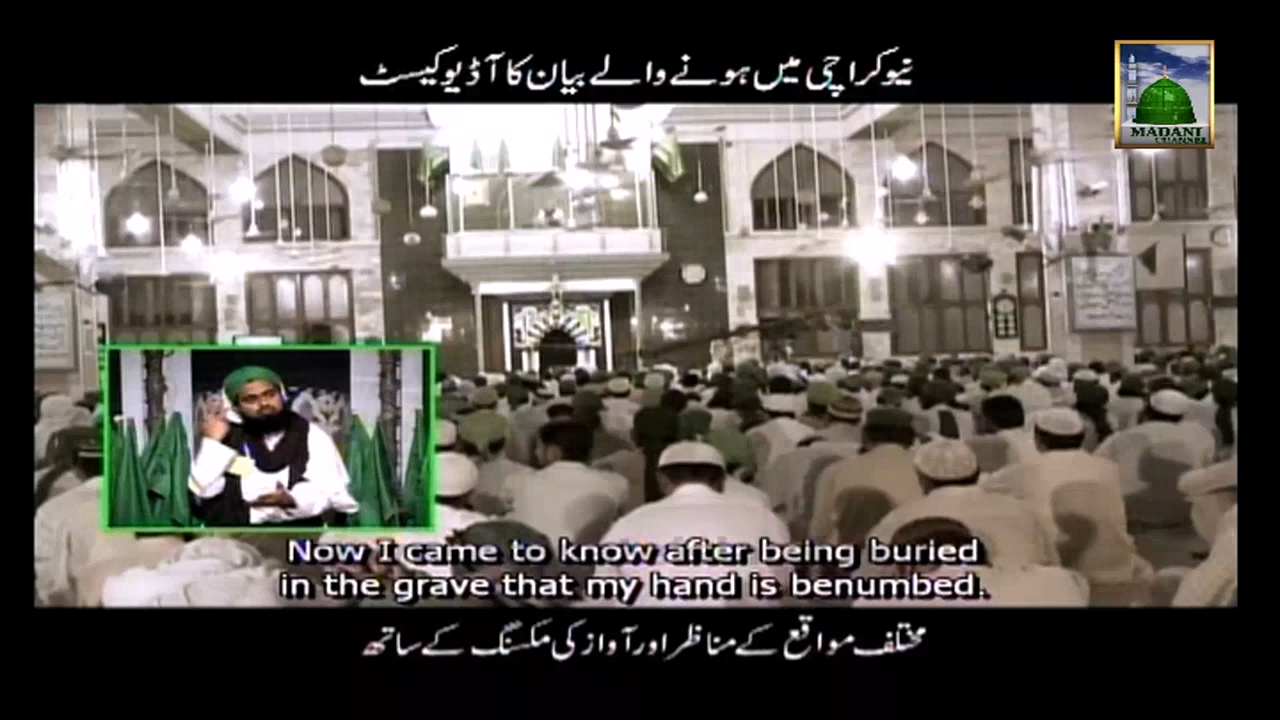 نیو کراچی میں ہونے والے بیان کا آڈیو کیسٹ
MADANI
CHANNEL
Now I came to know after being buried
in the grave that my hand is benumbed.
مختلف مواقع کے مناظر اور آواز کی مکسنگ کے ساتھ